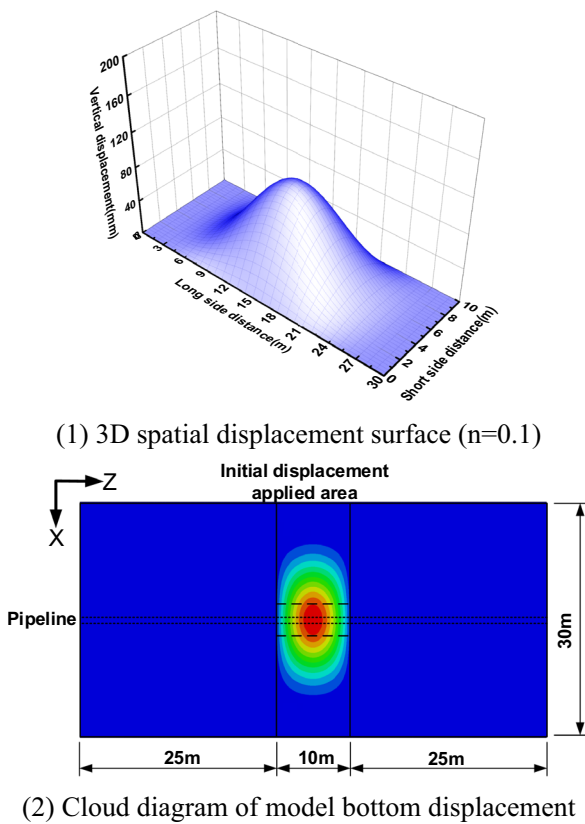 200
160
120
80
40
Vertical displacement(mm)
0
3
6
9
12
15
18
21
24
27
30
Long side distance(m)
0
2
4
6
8
10
Short side distance(m)
(1) 3D spatial displacement surface (n=0.1)
Initial displacement
applied area
Z
X
Pipeline
30m
25m
10m
25m
(2) Cloud diagram of model bottom displacement